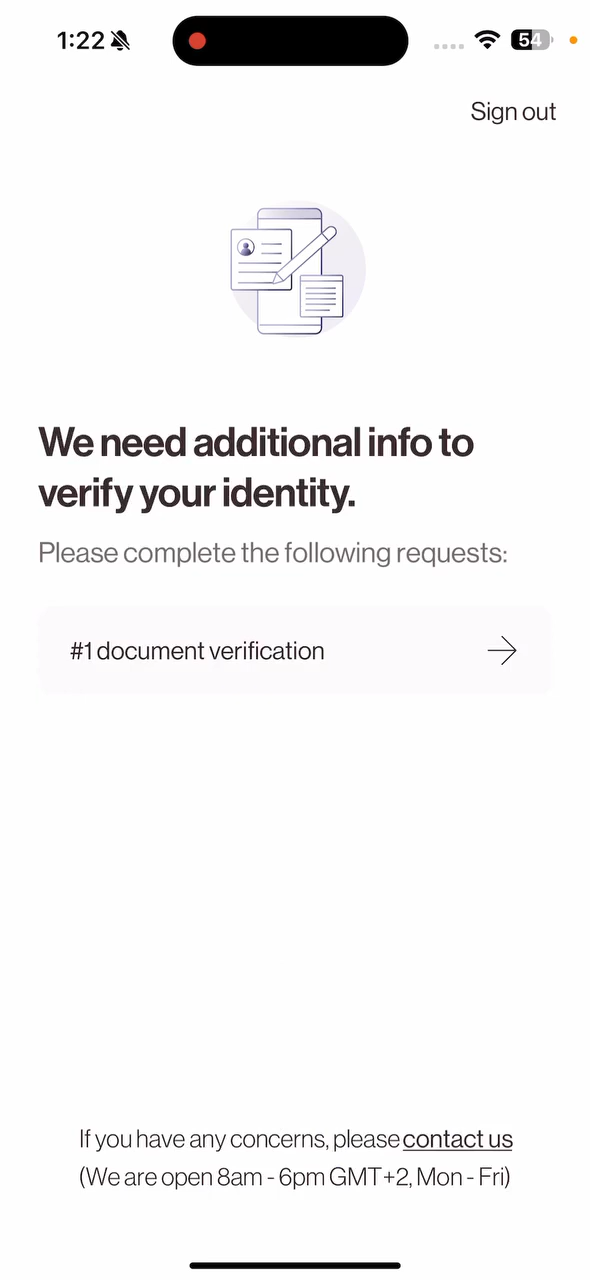 1:22
54
Sign out
We need additional info to
verify your identity.
Please complete the following requests:
#1 document verification
If you have any concerns, please contact us
(We are open 8am - 6pm GMT+2, Mon - Fri)